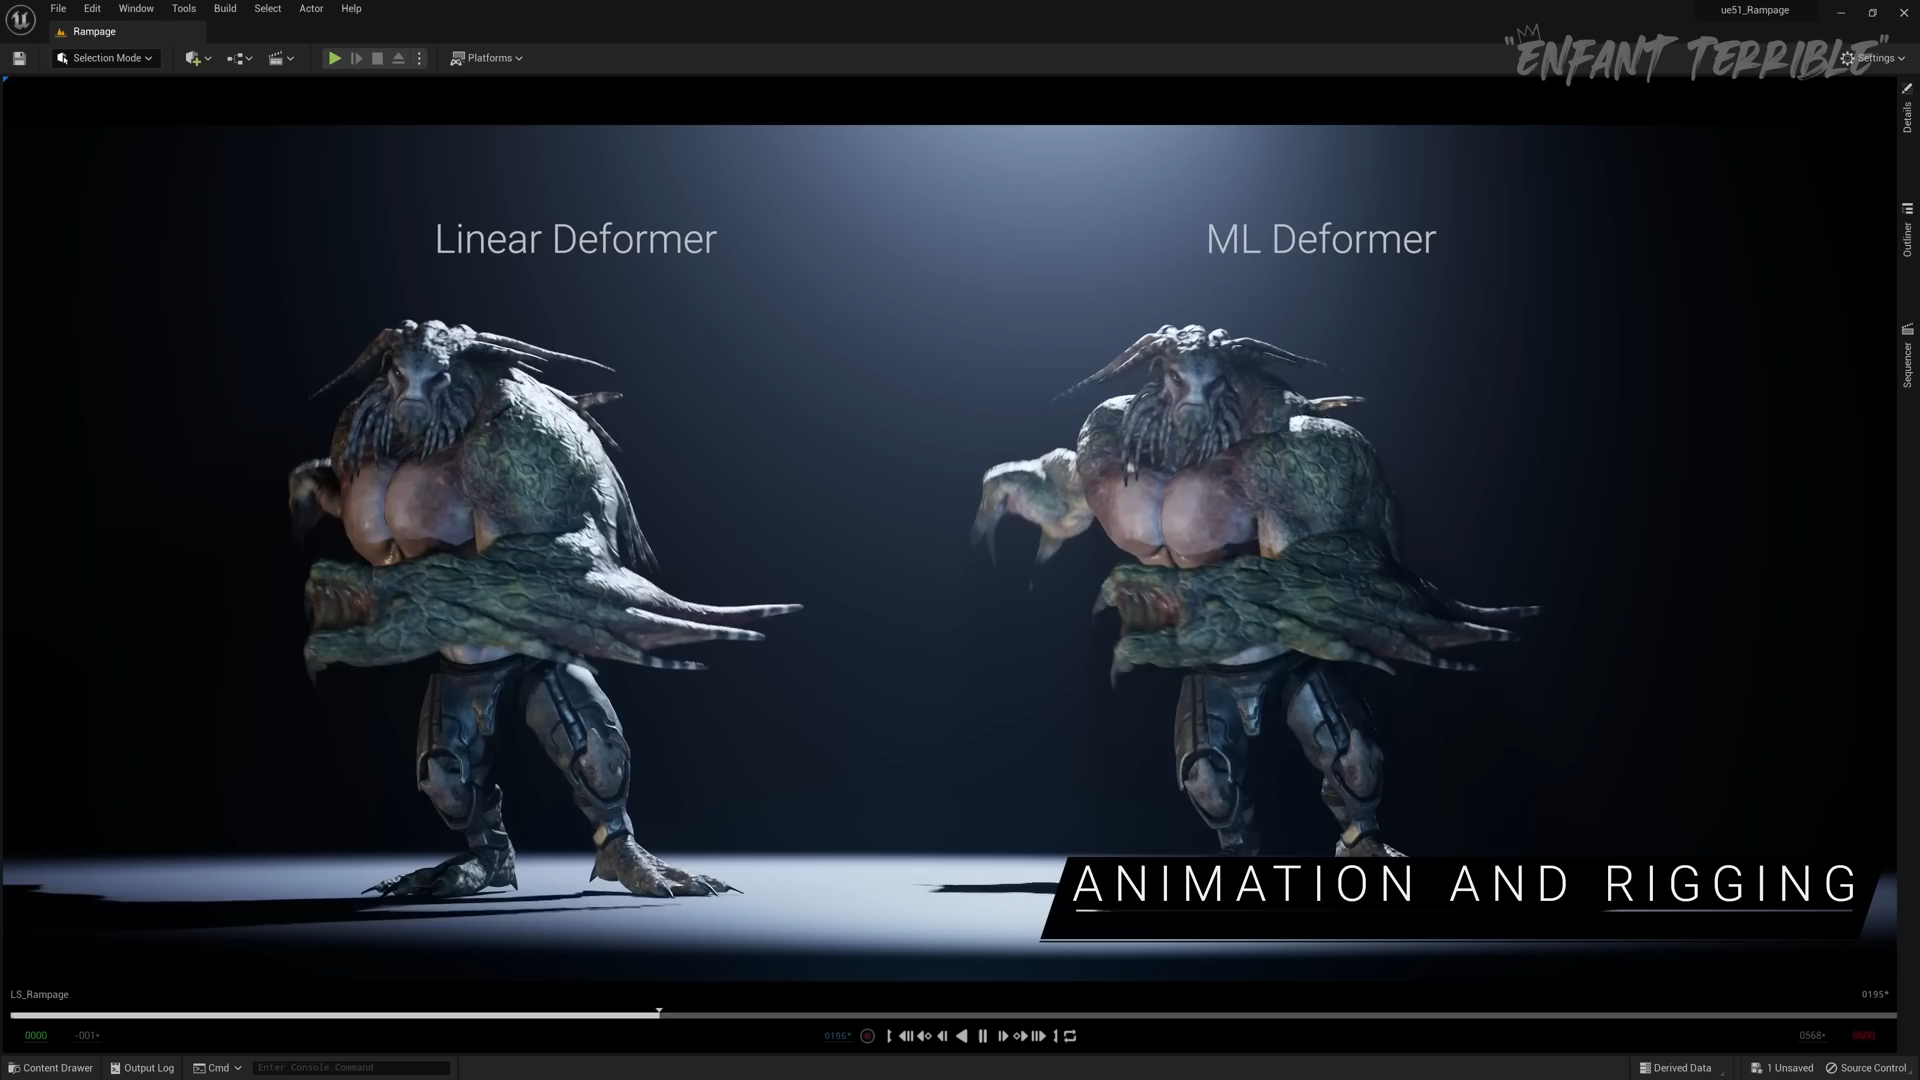 File Edit Window Tools Build Select Actor Help
ue51_Rampage
Rampage
Selection Mode
Platforms
Settings
"ENFANT TERRIBLE"
Details
Outliner
Sequencer
Linear Deformer
ML Deformer
ANIMATION AND RIGGING
LS_Rampage
0195*
0000
-001*
0196*
0568*
0600
Content Drawer
Output Log
Cmd
Enter Console Command
Derived Data
1 Unsaved
Source Control